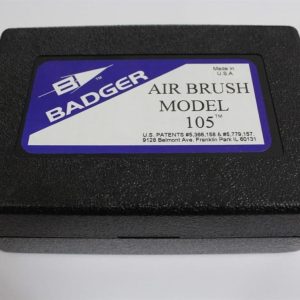 BADGER™
Made in
U.S.A.
AIR BRUSH
MODEL
105™
U.S. PATENTS #5,366,158 & #5,779,157
9128 Belmont Ave. Franklin Park IL 60131